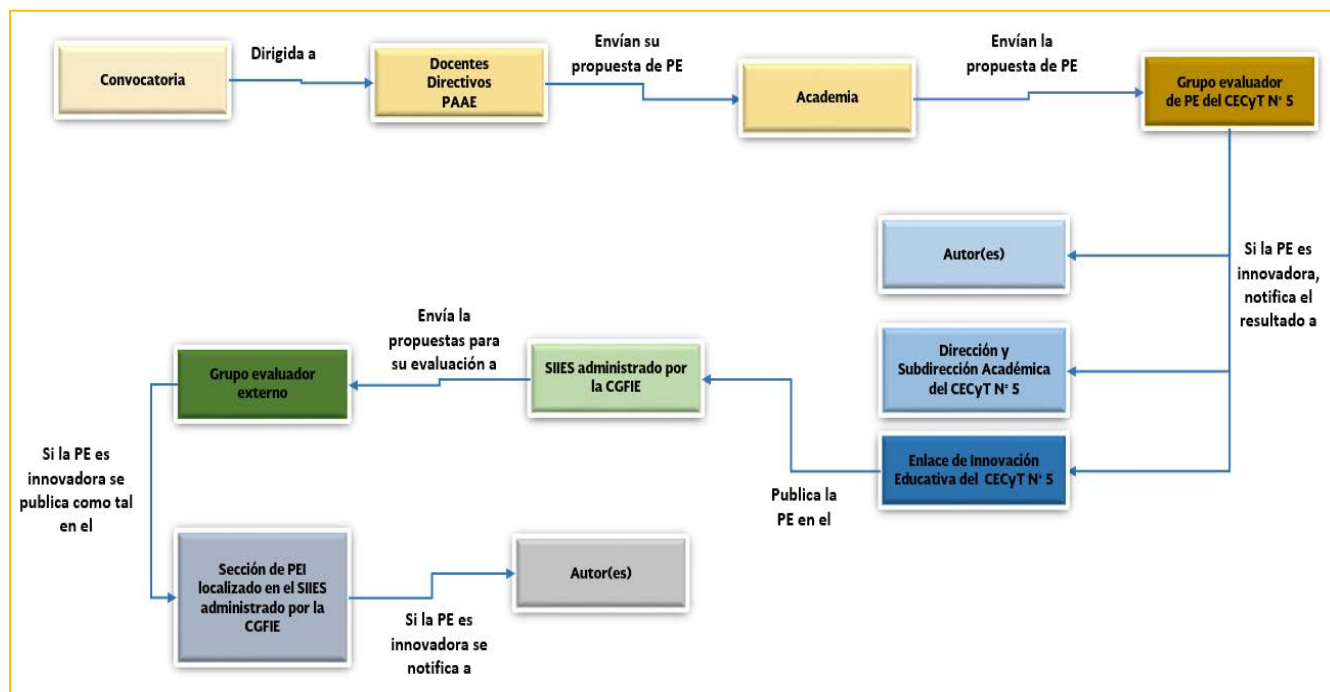 Convocatoria
Dirigida a
Docentes
Directivos
PAAE
Envían su
propuesta de PE
Academia
Envían la
propuesta de PE
Grupo evaluador
de PE del CECyT N° 5
Si la PE es
innovadora,
notifica el
resultado a
Autor(es)
Dirección y
Subdirección Académica
del CECyT N° 5
Enlace de Innovación
Educativa del CECyT N° 5
Publica la
PE en el
SIIES administrado por
la CGFIE
Envía la
propuestas para
su evaluación a
Grupo evaluador
externo
Si la PE es
innovadora se
publica como tal
en el
Sección de PEI
localizado en el SIIES
administrado por la
CGFIE
Si la PE es
innovadora se
notifica a
Autor(es)